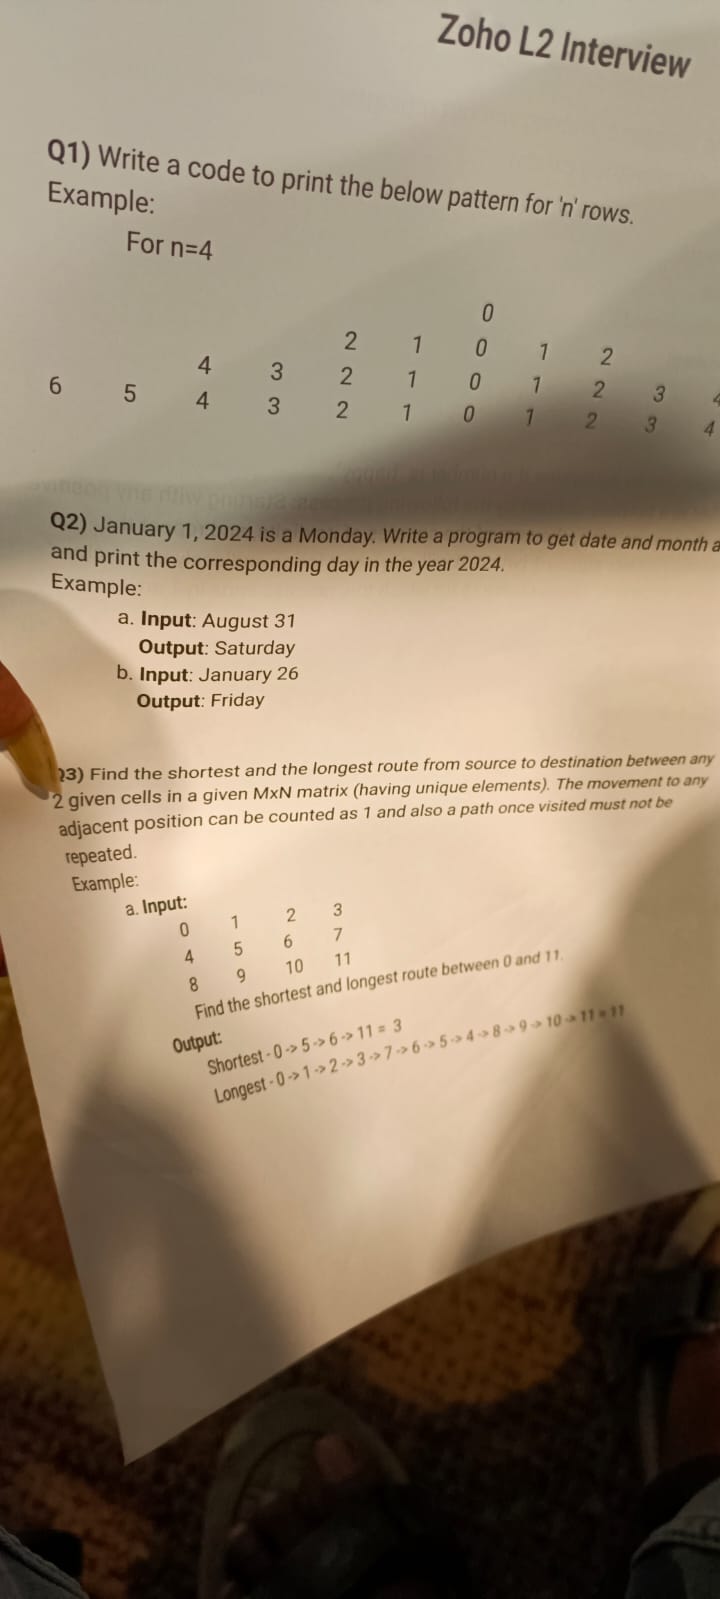 Zoho L2 Interview
Q1) Write a code to print the below pattern for 'n' rows.
Example:
For n=4
0
2 1 0 1 2
4 3 2 1 0 1 2 3 4
6 5 4 3 2 1 0 1 2 3 4
Q2) January 1, 2024 is a Monday. Write a program to get date and month
and print the corresponding day in the year 2024.
Example:
a. Input: August 31
Output: Saturday
b. Input: January 26
Output: Friday
Q3) Find the shortest and the longest route from source to destination between any
2 given cells in a given MxN matrix (having unique elements). The movement to any
adjacent position can be counted as 1 and also a path once visited must not be
repeated.
Example:
a. Input:
0 1 2 3
4 5 6 7
8 9 10 11
Find the shortest and longest route between 0 and 11.
Output:
Shortest - 0 -> 5 -> 6 -> 11 = 3
Longest - 0 -> 1 -> 2 -> 3 -> 7 -> 6 -> 5 -> 4 -> 8 -> 9 -> 10 -> 11 = 11